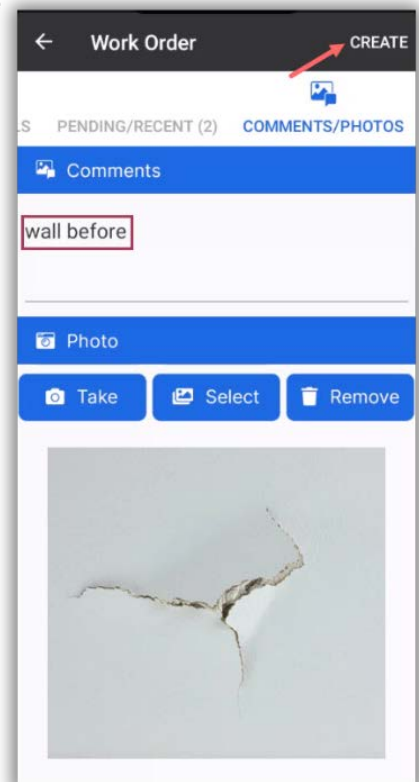 Work Order
CREATE
LS PENDING/RECENT (2) COMMENTS/PHOTOS
Comments
wall before
Photo
Take Select Remove